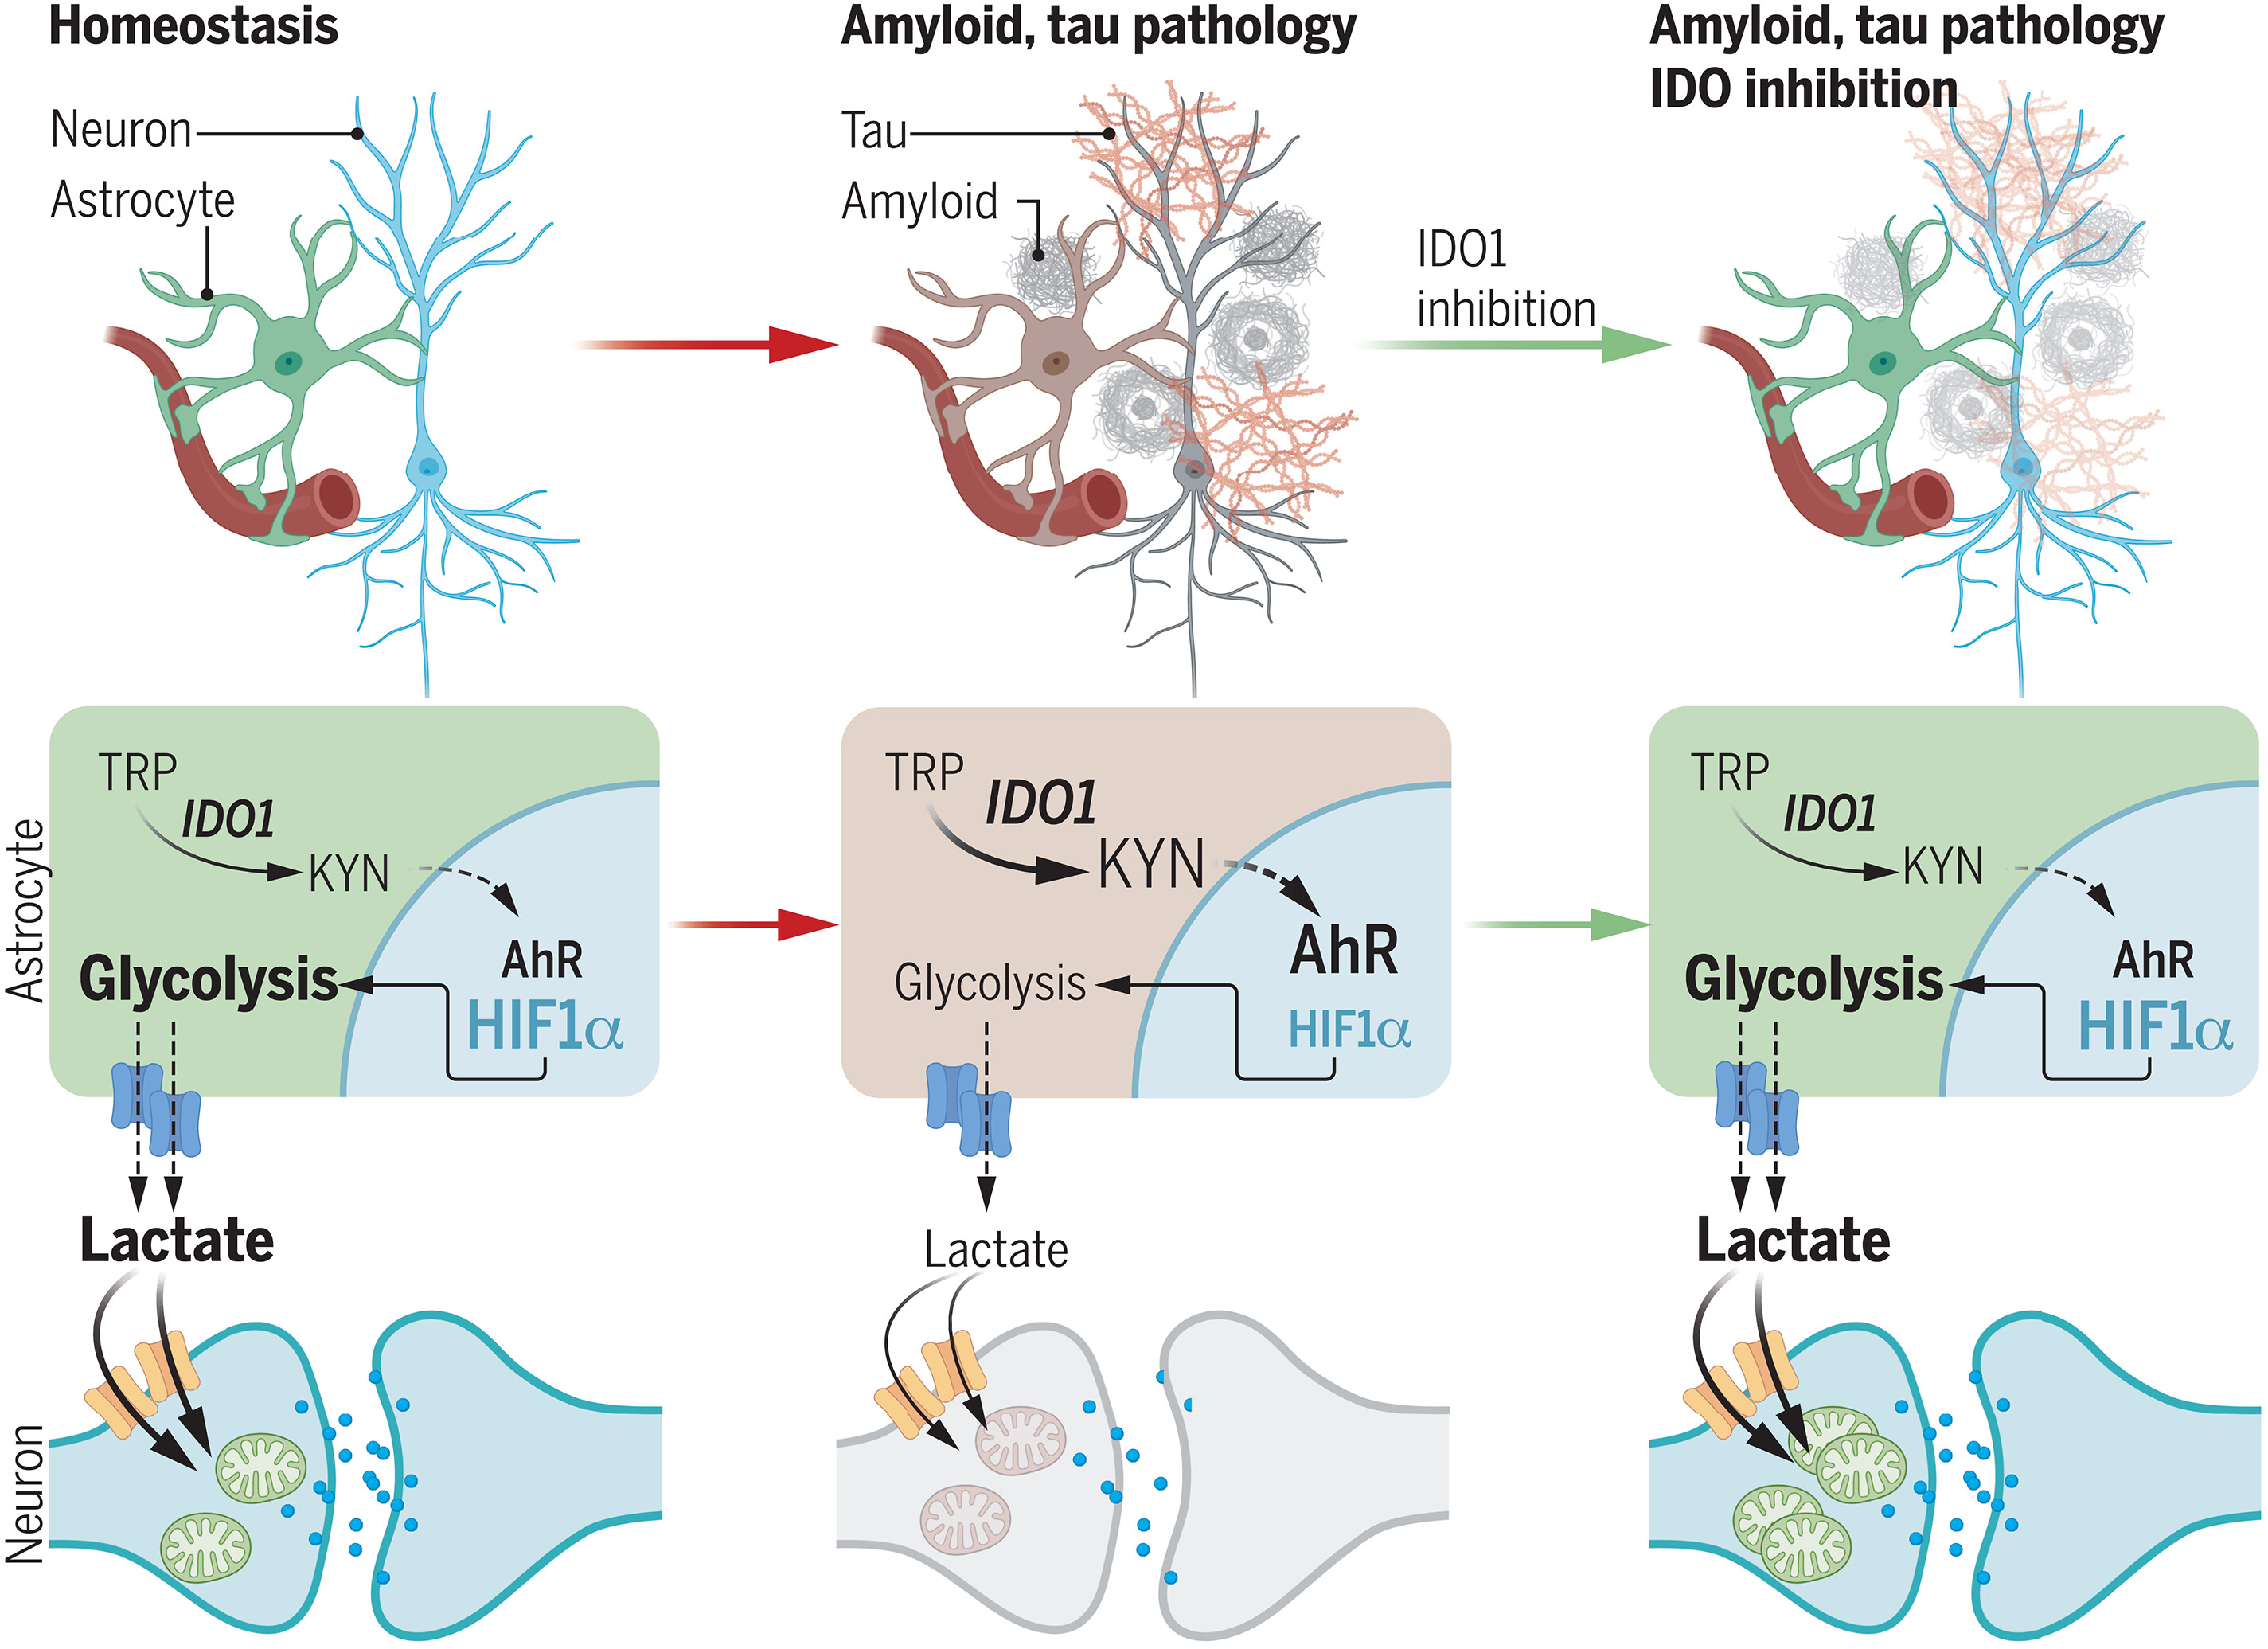 Homeostasis
Neuron
Astrocyte
Amyloid, tau pathology
Tau
Amyloid
IDO1
inhibition
Amyloid, tau pathology
IDO inhibition
Astrocyte
TRP
IDO1
KYN
AhR
Glycolysis
HIF1α
TRP
IDO1
KYN
AhR
Glycolysis
HIF1α
TRP
IDO1
KYN
AhR
Glycolysis
HIF1α
Lactate
Lactate
Lactate
Neuron